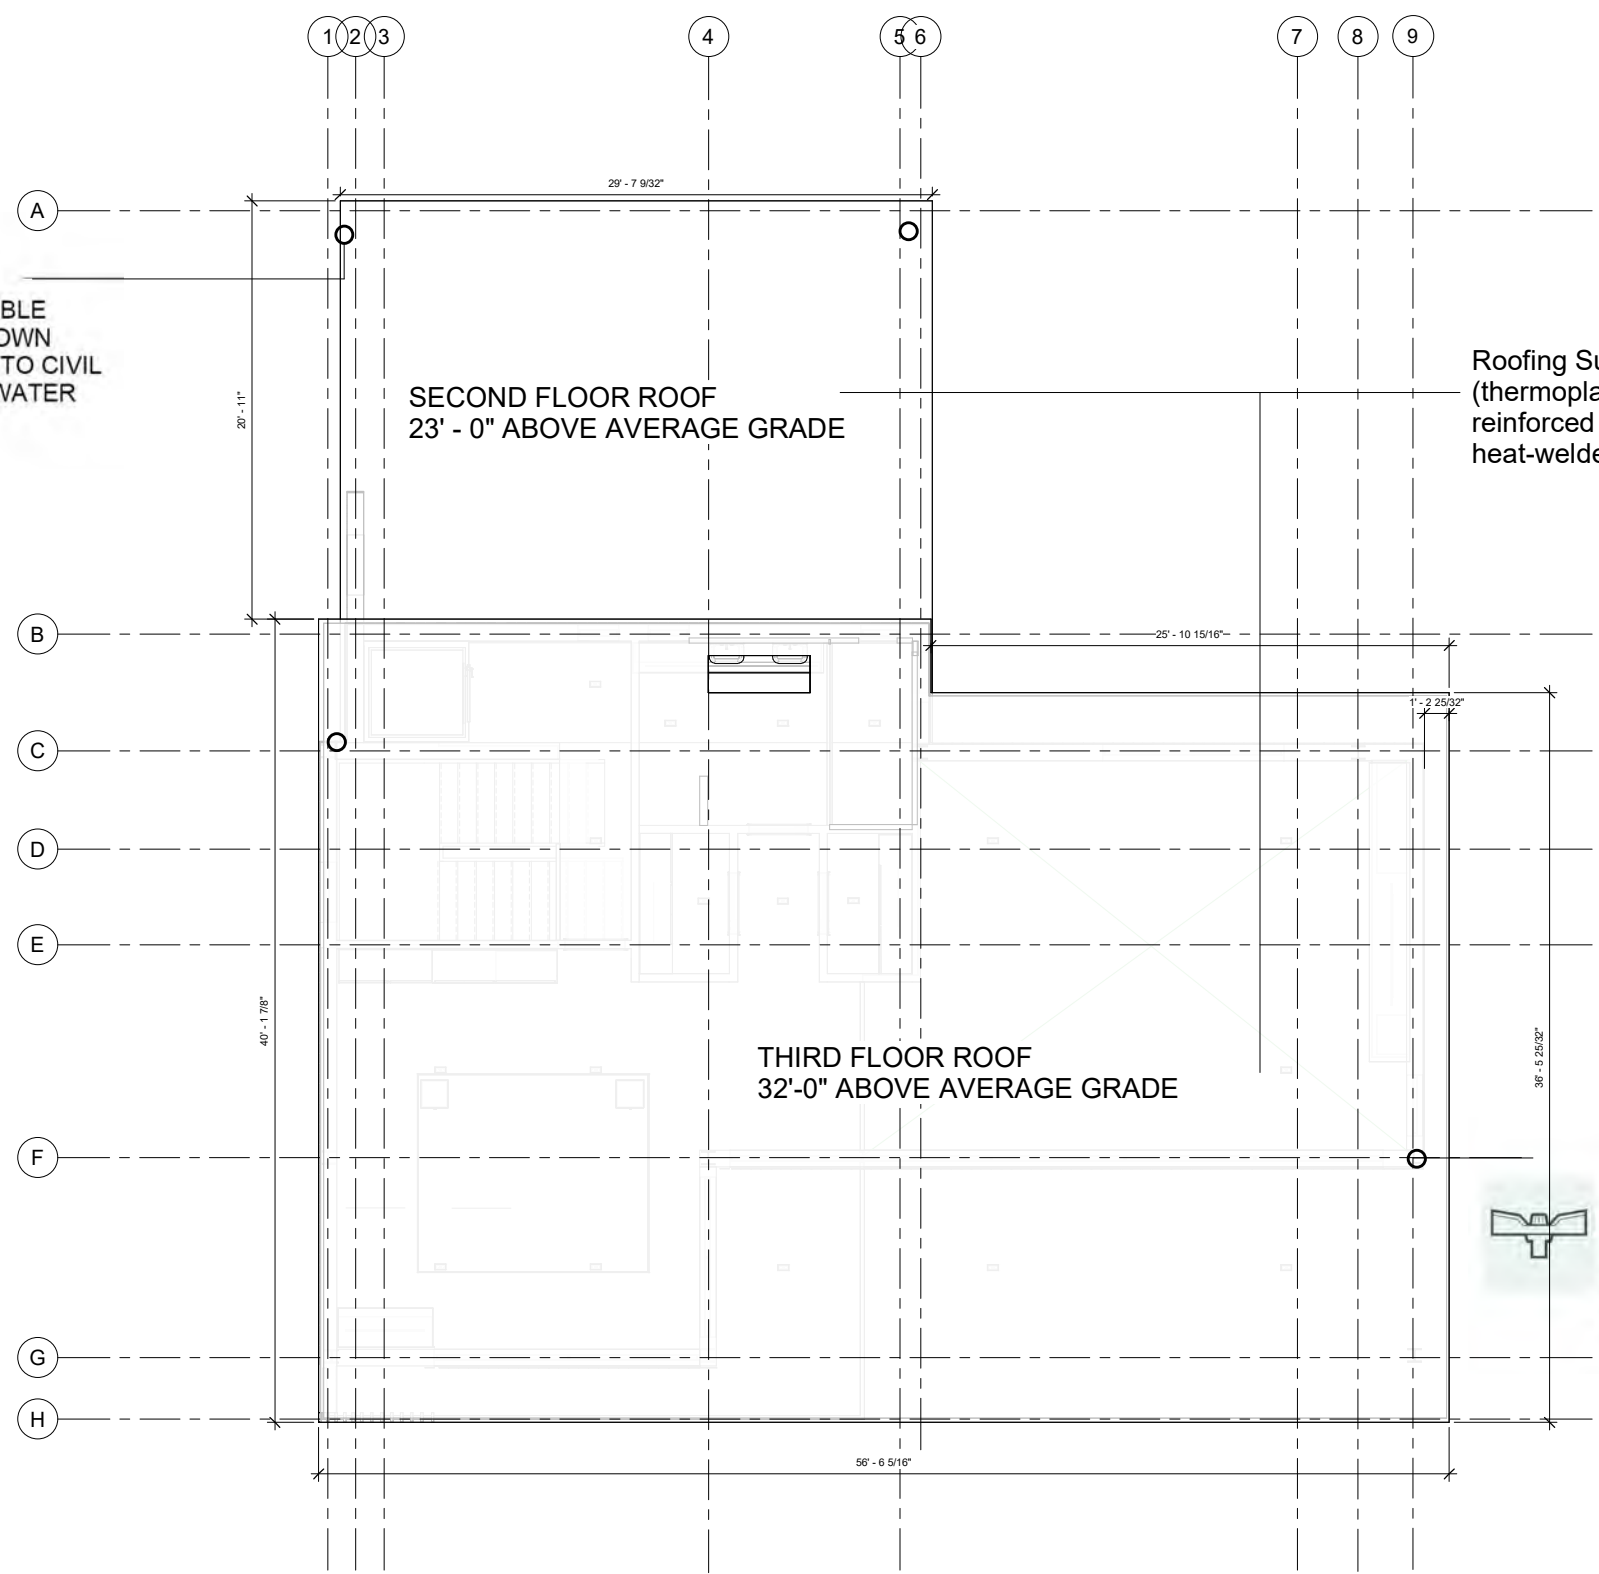 1 2 3 4 5 6 7 8 9
29' - 7 9/32"
A
BLE
OWN
TO CIVIL
WATER
20' - 11"
SECOND FLOOR ROOF
23' - 0" ABOVE AVERAGE GRADE
Roofing Su
(thermopla
reinforced
heat-welde
B
25' - 10 15/16"
1' - 2 25/32"
C
D
E
40' - 1 7/8"
THIRD FLOOR ROOF
32'-0" ABOVE AVERAGE GRADE
36' - 5 25/32"
F
G
H
56' - 6 5/16"